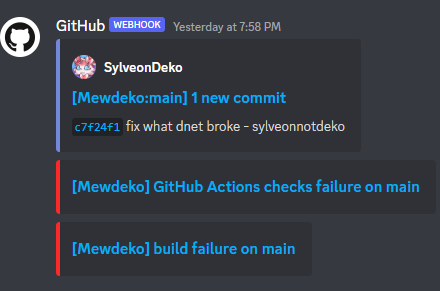 GitHub WEBHOOK Yesterday at 7:58 PM
SylveonDeko
[Mewdeko:main] 1 new commit
c7f24f1 fix what dnet broke - sylveonnotdeko
[Mewdeko] GitHub Actions checks failure on main
[Mewdeko] build failure on main